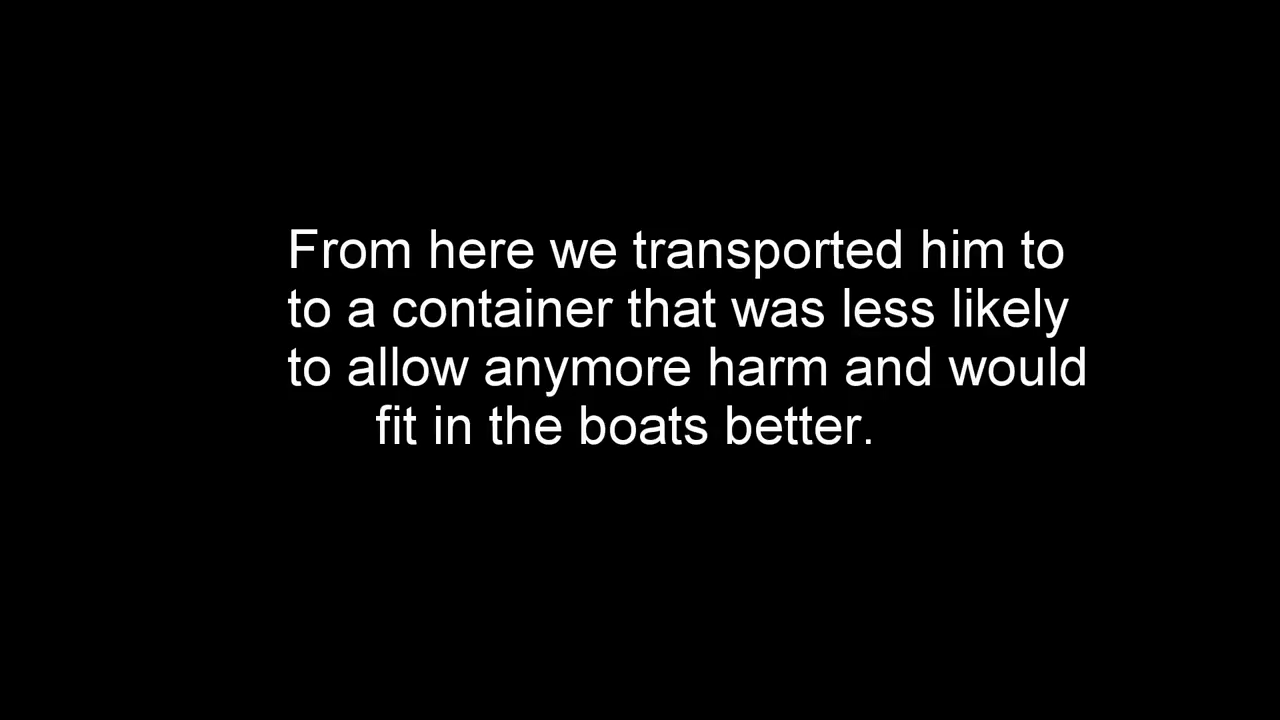 From here we transported him to
to a container that was less likely
to allow anymore harm and would
fit in the boats better.